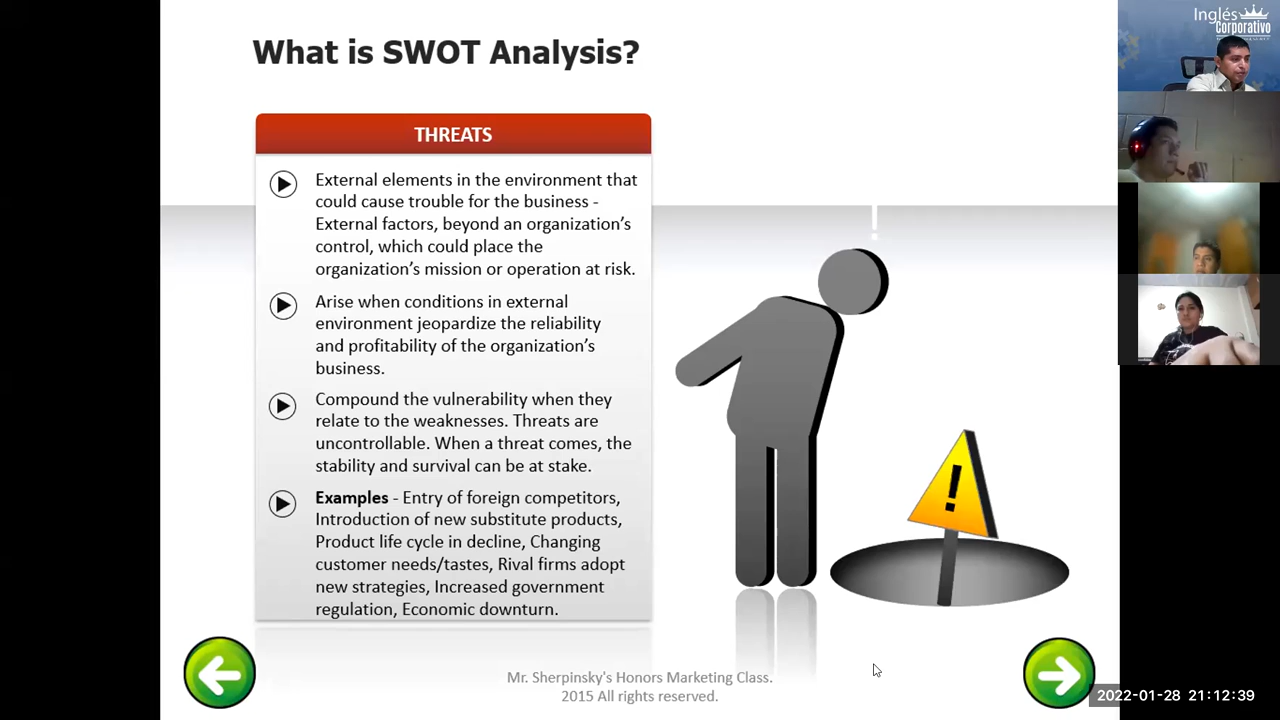 What is SWOT Analysis?
THREATS
External elements in the environment that
could cause trouble for the business -
External factors, beyond an organization's
control, which could place the
organization's mission or operation at risk.
Arise when conditions in external
environment jeopardize the reliability
and profitability of the organization's
business.
Compound the vulnerability when they
relate to the weaknesses. Threats are
uncontrollable. When a threat comes, the
stability and survival can be at stake.
Examples - Entry of foreign competitors,
Introduction of new substitute products,
Product life cycle in decline, Changing
customer needs/tastes, Rival firms adopt
new strategies, Increased government
regulation, Economic downturn.
!
!
Mr. Sherpinsky's Honors Marketing Class.
2015 All rights reserved.
Inglés
Corporativo
2022-01-28 21:12:39